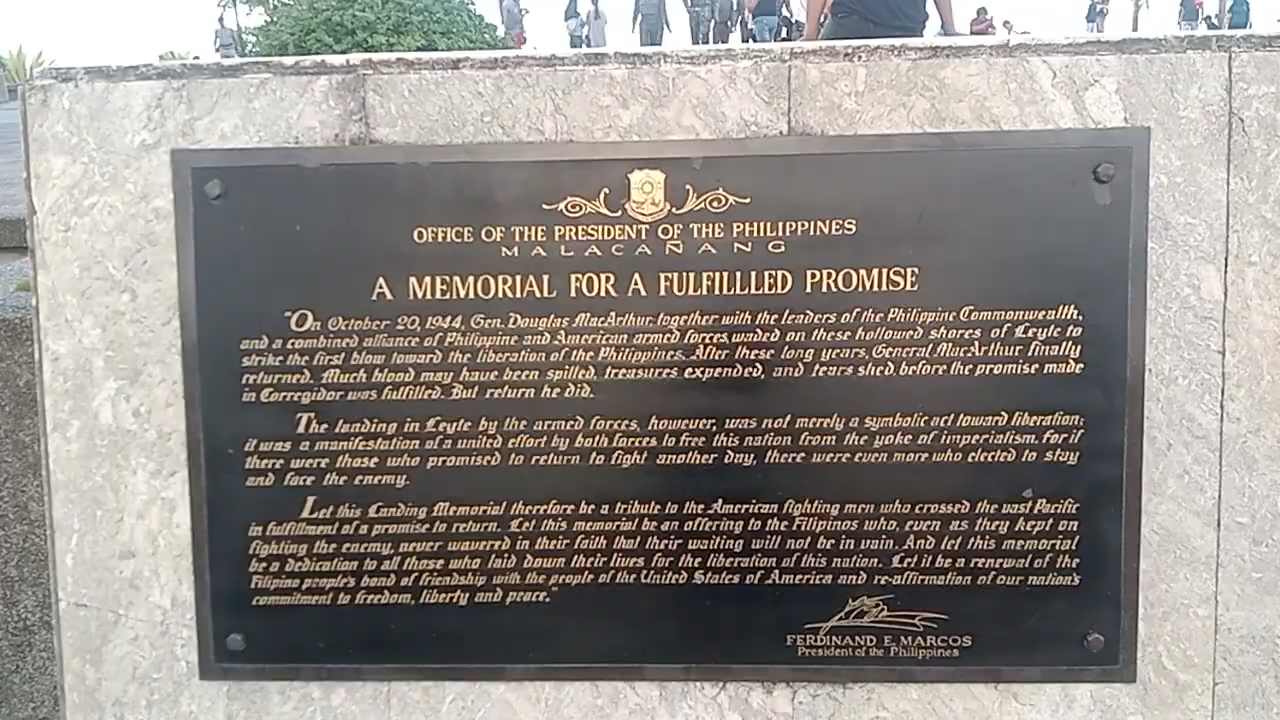 OFFICE OF THE PRESIDENT OF THE PHILIPPINES
MALACAÑANG
A MEMORIAL FOR A FULFILLLED PROMISE
"On October 20, 1944, Gen. Douglas MacArthur, together with the leaders of the Philippine Commonwealth,
and a combined alliance of Philippine and American armed forces, waded on these hollowed shores of Leyte to
strike the first blow toward the liberation of the Philippines. After these long years, General MacArthur finally
returned. Much blood may have been spilled, treasures expended, and tears shed, before the promise made
in Corregidor was fulfilled. But return he did.
The landing in Leyte by the armed forces, however, was not merely a symbolic act toward liberation;
it was a manifestation of a united effort by both forces to free this nation from the yoke of imperialism. For if
there were those who promised to return to fight another day, there were even more who elected to stay
and face the enemy.
Let this Landing Memorial therefore be a tribute to the American fighting men who crossed the vast Pacific
in fulfillment of a promise to return. Let this memorial be an offering to the Filipinos who, even as they kept on
fighting the enemy, never wavered in their faith that their waiting will not be in vain. And let this memorial
be a dedication to all those who laid down their lives for the liberation of this nation. Let it be a renewal of the
Filipino people's bond of friendship with the people of the United States of America and re-affirmation of our nation's
commitment to freedom, liberty and peace."
FERDINAND E. MARCOS
President of the Philippines